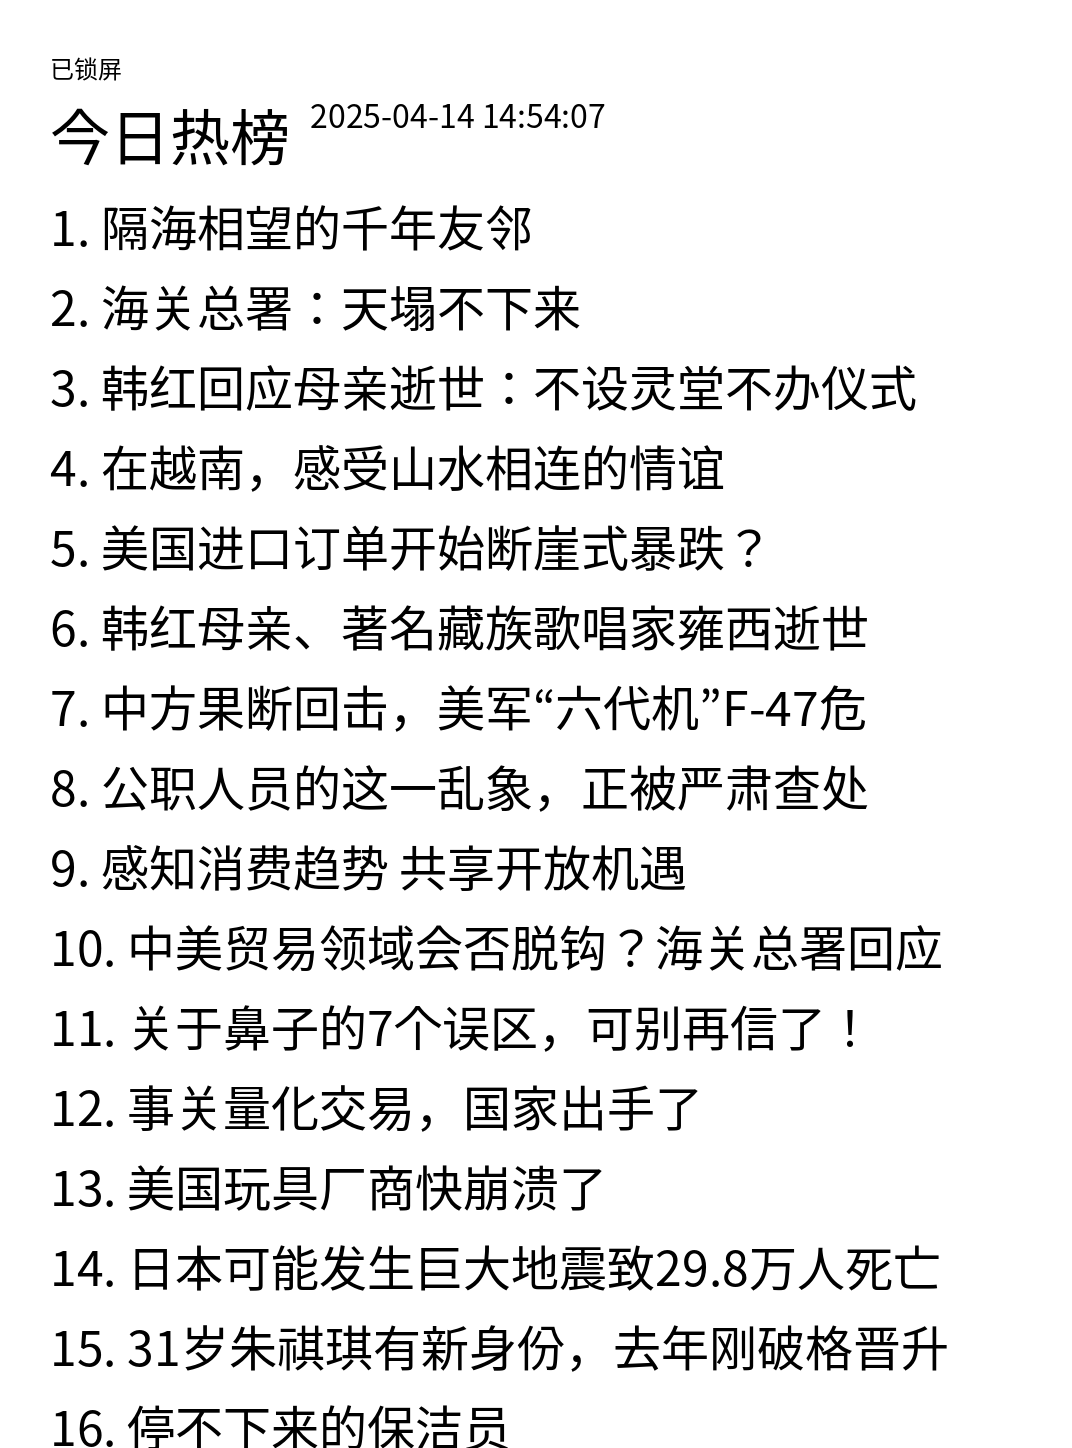 已锁屏
今日热榜 2025-04-14 14:54:07
1. 隔海相望的千年友邻
2. 海关总署：天塌不下来
3. 韩红回应母亲逝世：不设灵堂不办仪式
4. 在越南，感受山水相连的情谊
5. 美国进口订单开始断崖式暴跌？
6. 韩红母亲、著名藏族歌唱家雍西逝世
7. 中方果断回击，美军“六代机”F-47危
8. 公职人员的这一乱象，正被严肃查处
9. 感知消费趋势 共享开放机遇
10. 中美贸易领域会否脱钩？海关总署回应
11. 关于鼻子的7个误区，可别再信了！
12. 事关量化交易，国家出手了
13. 美国玩具厂商快崩溃了
14. 日本可能发生巨大地震致29.8万人死亡
15. 31岁朱祺琪有新身份，去年刚破格晋升
16. 停不下来的保洁员